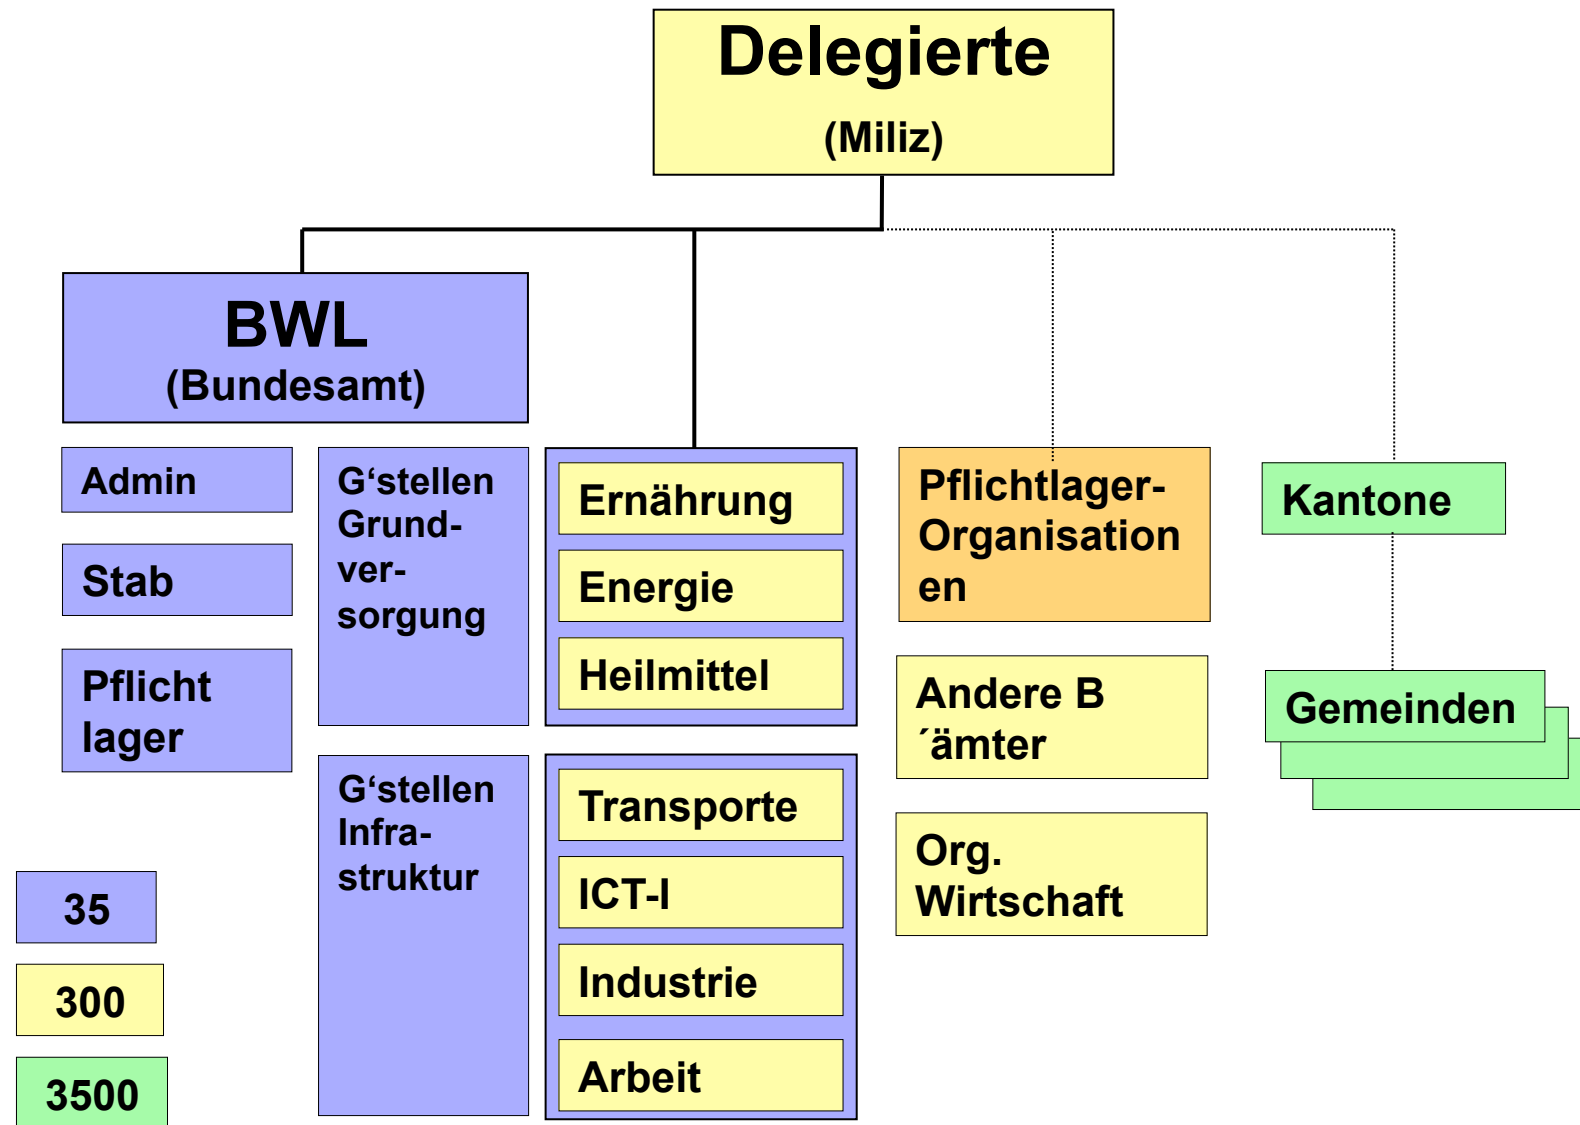 Delegierte
(Miliz)
BWL
(Bundesamt)
Admin
Stab
Pflicht
lager
G‘stellen
Grund-
ver-
sorgung
G‘stellen
Infra-
struktur
Ernährung
Energie
Heilmittel
Transporte
ICT-I
Industrie
Arbeit
Pflichtlager-
Organisation
en
Andere B
´ämter
Org.
Wirtschaft
Kantone
Gemeinden
35
300
3500